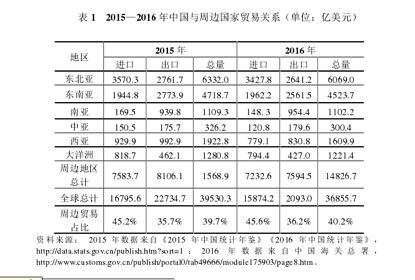 表 1 2015—2016 年中国与周边国家贸易关系（单位：亿美元）
地区 2015 年 2016 年
进口 出口 总量 进口 出口 总量
东北亚 3570.3 2761.7 6332.0 3427.8 2641.2 6069.0
东南亚 1944.8 2773.9 4718.7 1962.2 2561.5 4523.7
南亚 169.5 939.8 1109.3 148.3 954.4 1102.2
中亚 150.5 175.7 326.2 120.8 179.6 300.4
西亚 929.9 992.9 1922.8 779.1 830.8 1609.9
大洋洲 818.7 462.1 1280.8 794.4 427.0 1221.4
周边地区总计 7583.7 8106.1 1568.9 7232.6 7594.5 14826.7
全球总计 16795.6 22734.7 39530.3 15874.2 2093.0 36855.7
周边贸易占比 45.2% 35.7% 39.7% 45.6% 36.2% 40.2%
资料来源： 2015 年数据来自《2015 年中国统计年鉴》《2016 年中国统计年鉴》，
http://data.stats.gov.cn/pubish.htm?sort=1；2016 年数据来自中国海关总署，
http://www.customs.gov.cn/publish/portal0/tab49666/module175903/page8.htm．